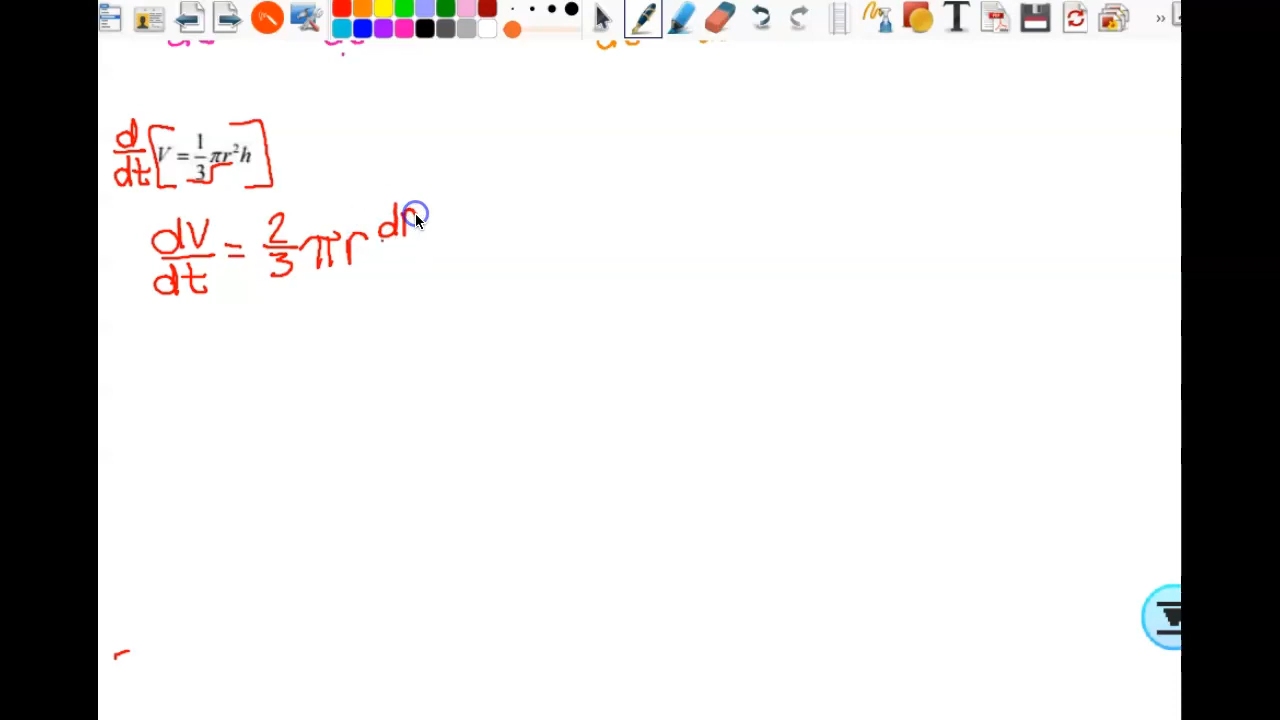 d/dt [V = 1/3 πr²h]
dV/dt = 2/3 πr dr